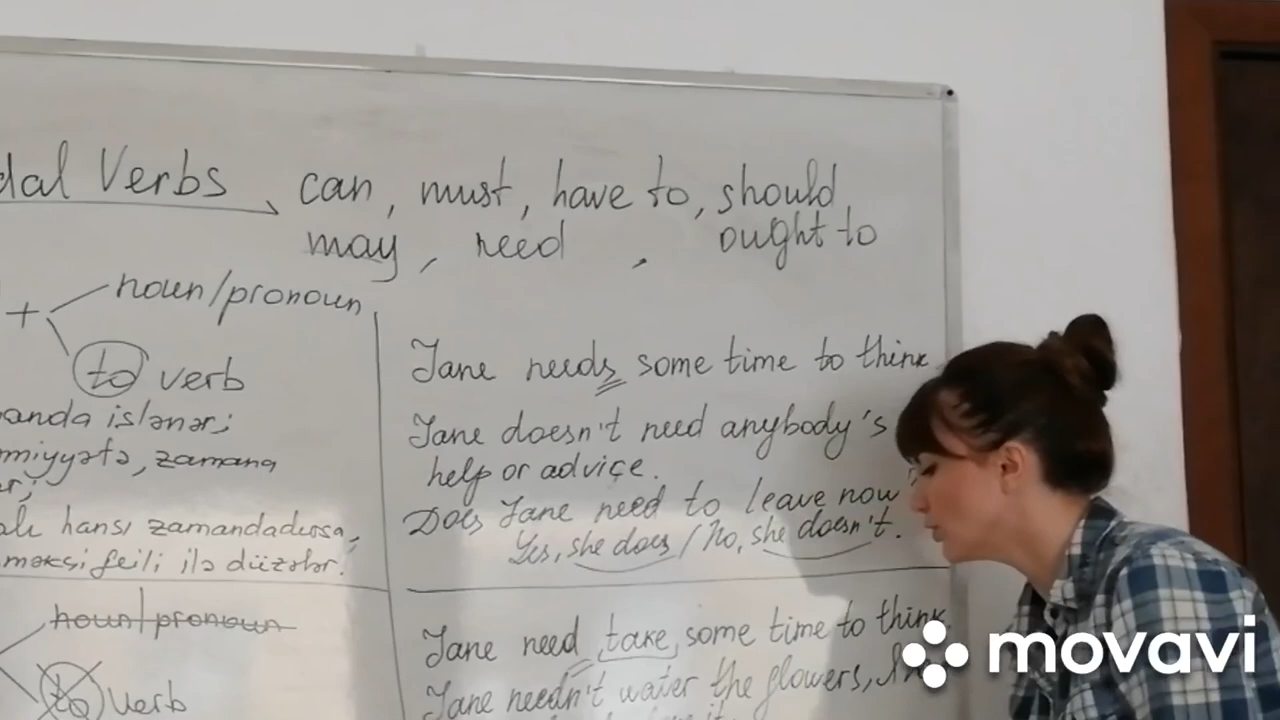 dal Verbs, can, must, have to, should,
may, need , ought to
+ noun/pronoun
to verb
anda işlənər;
miyyətə, zamana
ər;
hansı zamandadırsa,
feili ilə düzələr.
Jane needs some time to think.
Jane doesn't need anybody's
help or advice.
Does Jane need to leave now?
Yes, she does / No, she doesn't.
noun/pronoun
to verb
Jane need take some time to think
Jane needn't water the flowers,
movavi